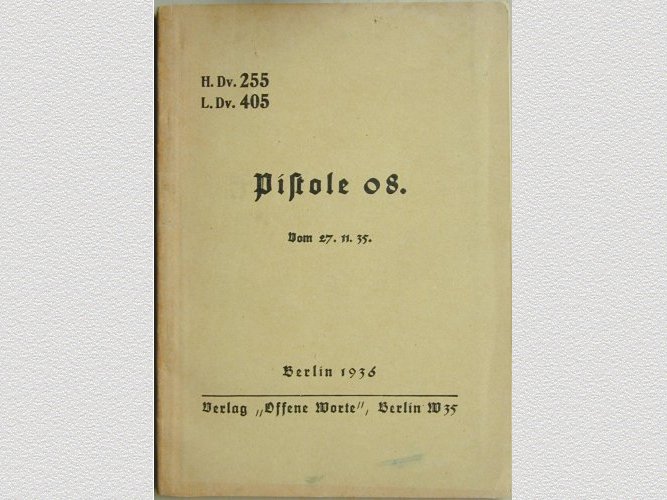 H. Dv. 255
L. Dv. 405
Piſtole 08.
Vom 27. 11. 35.
Berlin 1936
Verlag „Offene Worte“, Berlin W 35